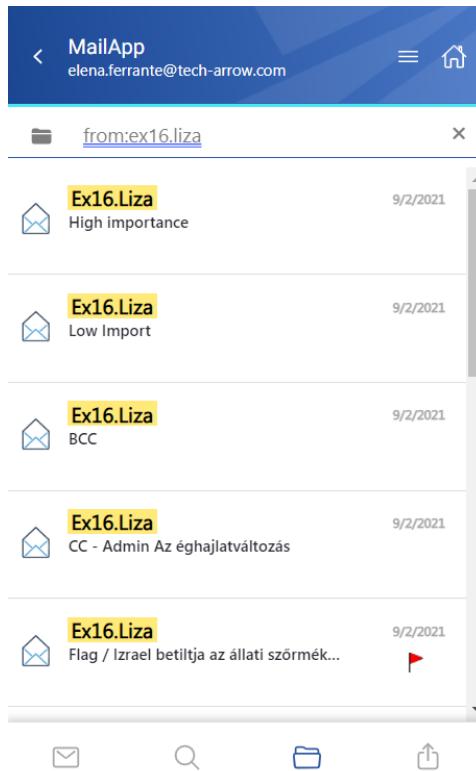 MailApp
elena.ferrante@tech-arrow.com
from:ex16.liza
Ex16.Liza 9/2/2021
High importance
Ex16.Liza 9/2/2021
Low Import
Ex16.Liza 9/2/2021
BCC
Ex16.Liza 9/2/2021
CC - Admin Az éghajlatváltozás
Ex16.Liza 9/2/2021
Flag / Izrael betiltja az állati szőrmék...